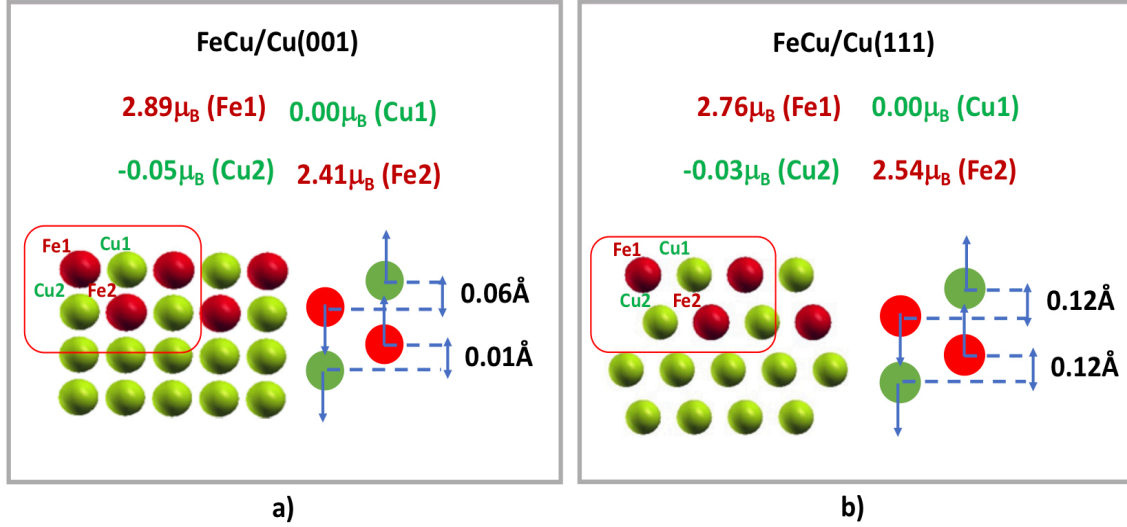 FeCu/Cu(001)
2.89μB (Fe1) 0.00μB (Cu1)
-0.05μB (Cu2) 2.41μB (Fe2)
Fe1 Cu1
Cu2 Fe2
0.06Å
0.01Å
a)
FeCu/Cu(111)
2.76μB (Fe1) 0.00μB (Cu1)
-0.03μB (Cu2) 2.54μB (Fe2)
Fe1 Cu1
Cu2 Fe2
0.12Å
0.12Å
b)